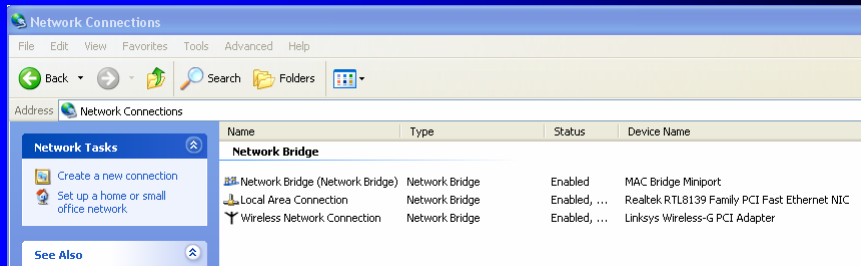 Network Connections
File Edit View Favorites Tools Advanced Help
Back Search Folders
Address Network Connections
Network Tasks
Create a new connection
Set up a home or small
office network
See Also
Name Type Status Device Name
Network Bridge
Network Bridge (Network Bridge) Network Bridge Enabled MAC Bridge Miniport
Local Area Connection Network Bridge Enabled, ... Realtek RTL8139 Family PCI Fast Ethernet NIC
Wireless Network Connection Network Bridge Enabled, ... Linksys Wireless-G PCI Adapter